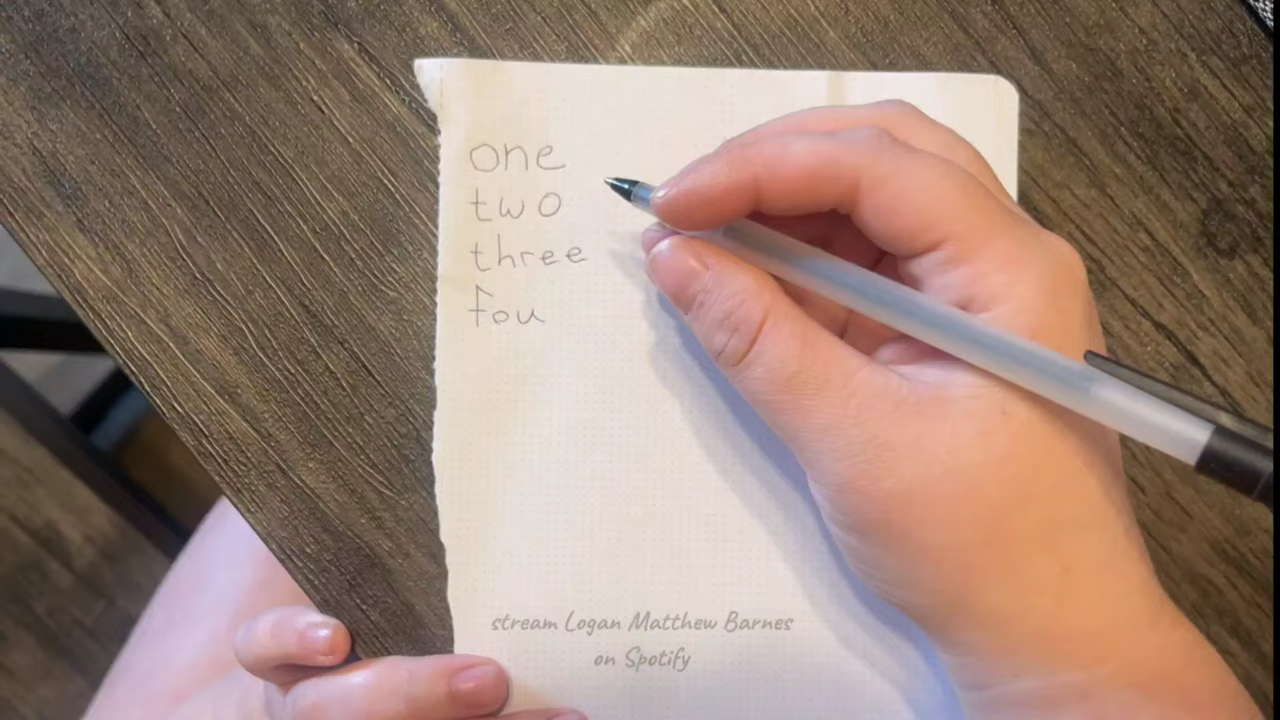 one
two
three
fou
stream Logan Matthew Barnes
on Spotify